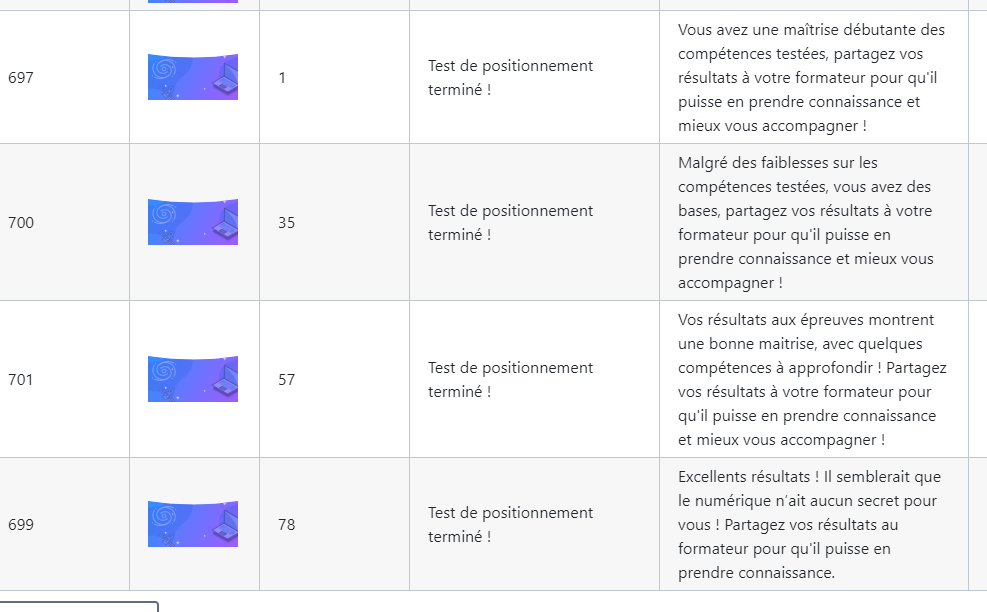 697
1
Test de positionnement
terminé !
Vous avez une maîtrise débutante des
compétences testées, partagez vos
résultats à votre formateur pour qu'il
puisse en prendre connaissance et
mieux vous accompagner !
700
35
Test de positionnement
terminé !
Malgré des faiblesses sur les
compétences testées, vous avez des
bases, partagez vos résultats à votre
formateur pour qu'il puisse en
prendre connaissance et mieux vous
accompagner !
701
57
Test de positionnement
terminé !
Vos résultats aux épreuves montrent
une bonne maitrise, avec quelques
compétences à approfondir ! Partagez
vos résultats à votre formateur pour
qu'il puisse en prendre connaissance
et mieux vous accompagner !
699
78
Test de positionnement
terminé !
Excellents résultats ! Il semblerait que
le numérique n’ait aucun secret pour
vous ! Partagez vos résultats au
formateur pour qu'il puisse en
prendre connaissance.